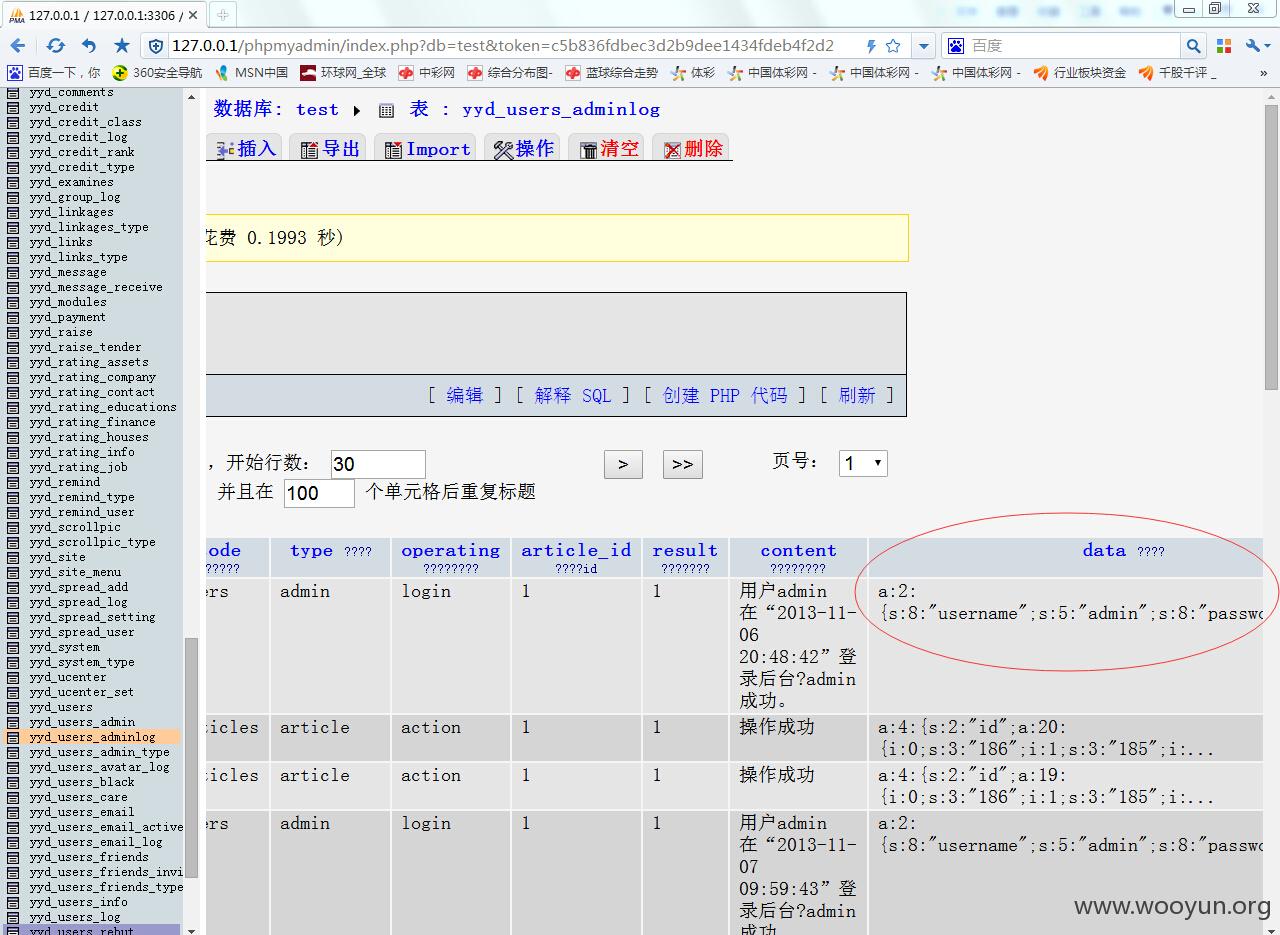 127.0.0.1 / 127.0.0.1:3306 /
127.0.0.1/phpmyadmin/index.php?db=test&token=c5b836fdbec3d2b9dee1434fdeb4f2d2
百度
百度一下，你
360安全导航
MSN中国
环球网_全球
中彩网
综合分布图-
蓝球综合走势
体彩
中国体彩网 -
中国体彩网 -
中国体彩网 -
行业板块资金
千股千评 _
»
yyd_comments
yyd_credit
yyd_credit_class
yyd_credit_log
yyd_credit_rank
yyd_credit_type
yyd_examines
yyd_group_log
yyd_linkages
yyd_linkages_type
yyd_links
yyd_links_type
yyd_message
yyd_message_receive
yyd_modules
yyd_payment
yyd_raise
yyd_raise_tender
yyd_rating_assets
yyd_rating_company
yyd_rating_contact
yyd_rating_educations
yyd_rating_finance
yyd_rating_houses
yyd_rating_info
yyd_rating_job
yyd_remind
yyd_remind_type
yyd_remind_user
yyd_scrollpic
yyd_scrollpic_type
yyd_site
yyd_site_menu
yyd_spread_add
yyd_spread_log
yyd_spread_setting
yyd_spread_user
yyd_system
yyd_system_type
yyd_ucenter
yyd_ucenter_set
yyd_users
yyd_users_admin
yyd_users_adminlog
yyd_users_admin_type
yyd_users_avatar_log
yyd_users_black
yyd_users_care
yyd_users_email
yyd_users_email_active
yyd_users_email_log
yyd_users_friends
yyd_users_friends_invi
yyd_users_friends_type
yyd_users_info
yyd_users_log
yyd_users_rebut
数据库: test ▸ 表 : yyd_users_adminlog
插入 导出 Import 操作 清空 删除
花费 0.1993 秒)
[ 编辑 ] [ 解释 SQL ] [ 创建 PHP 代码 ] [ 刷新 ]
，开始行数: 30 > >> 页号: 1
并且在 100 个单元格后重复标题
ode type ???? operating article_id result content data ????
????? ???????? ????id ??????? ????????
ers admin login 1 1
用户admin
在“2013-11-
06
20:48:42”登
录后台?admin
成功。
a:2:
{s:8:"username";s:5:"admin";s:8:"passwo
ticles article action 1 1 操作成功
a:4:{s:2:"id";a:20:
{i:0;s:3:"186";i:1;s:3:"185";i:...
ticles article action 1 1 操作成功
a:4:{s:2:"id";a:19:
{i:0;s:3:"186";i:1;s:3:"185";i:...
ers admin login 1 1
用户admin
在“2013-11-
07
09:59:43”登
录后台?admin
成功
a:2:
{s:8:"username";s:5:"admin";s:8:"passwo
www.wooyun.org